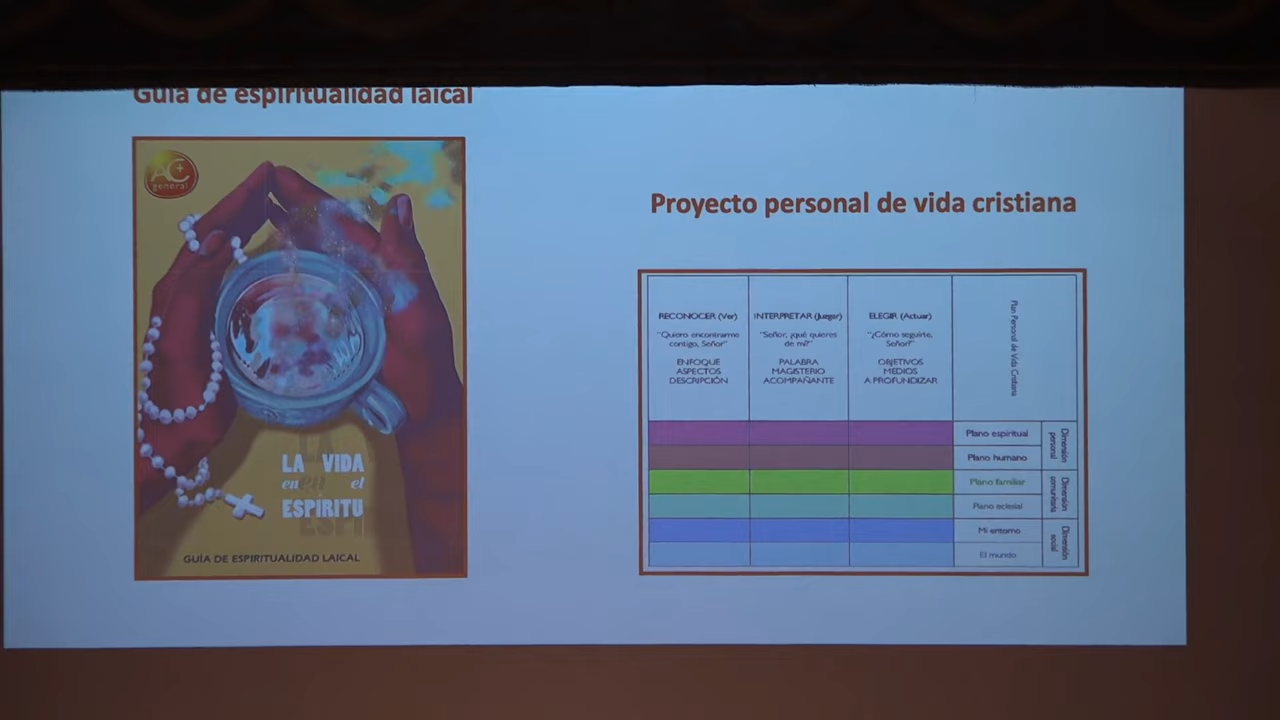 Guía de espiritualidad laical
AC+
general
LA VIDA
en el
ESPÍRITU
GUÍA DE ESPIRITUALIDAD LAICAL
Proyecto personal de vida cristiana
RECONOCER (Ver)
"Quiero encontrarme
contigo, Señor"
ENFOQUE
ASPECTOS
DESCRIPCIÓN
INTERPRETAR (Juzgar)
"Señor, ¿qué quieres
de mí?"
PALABRA
MAGISTERIO
ACOMPAÑANTE
ELEGIR (Actuar)
"¿Cómo seguirte,
Señor?"
OBJETIVOS
MEDIOS
A PROFUNDIZAR
Plan Personal de Vida Cristiana
Plano espiritual
Plano humano
Dimensión
personal
Plano familiar
Plano eclesial
Dimensión
comunitaria
Mi entorno
El mundo
Dimensión
social